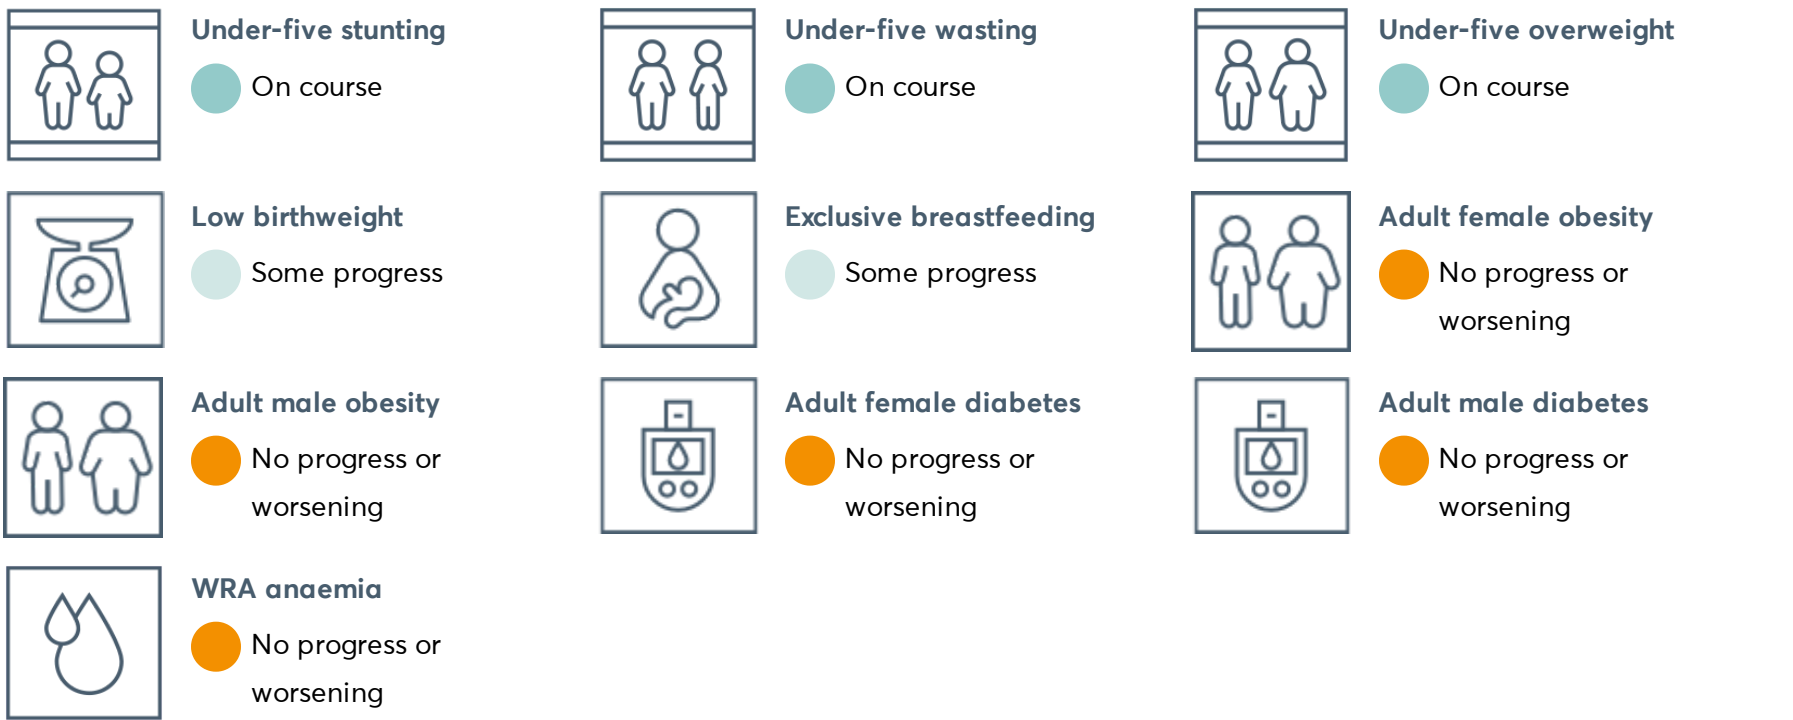 Under-five stunting
On course
Under-five wasting
On course
Under-five overweight
On course
Low birthweight
Some progress
Exclusive breastfeeding
Some progress
Adult female obesity
No progress or
worsening
Adult male obesity
No progress or
worsening
Adult female diabetes
No progress or
worsening
Adult male diabetes
No progress or
worsening
WRA anaemia
No progress or
worsening